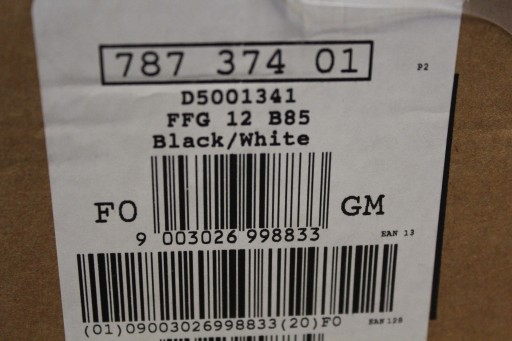 787 374 01
P2
D5001341
FFG 12 B85
Black/White
FO
GM
9 003026 998833
EAN 13
(01)09003026998833(20)FO
EAN 128